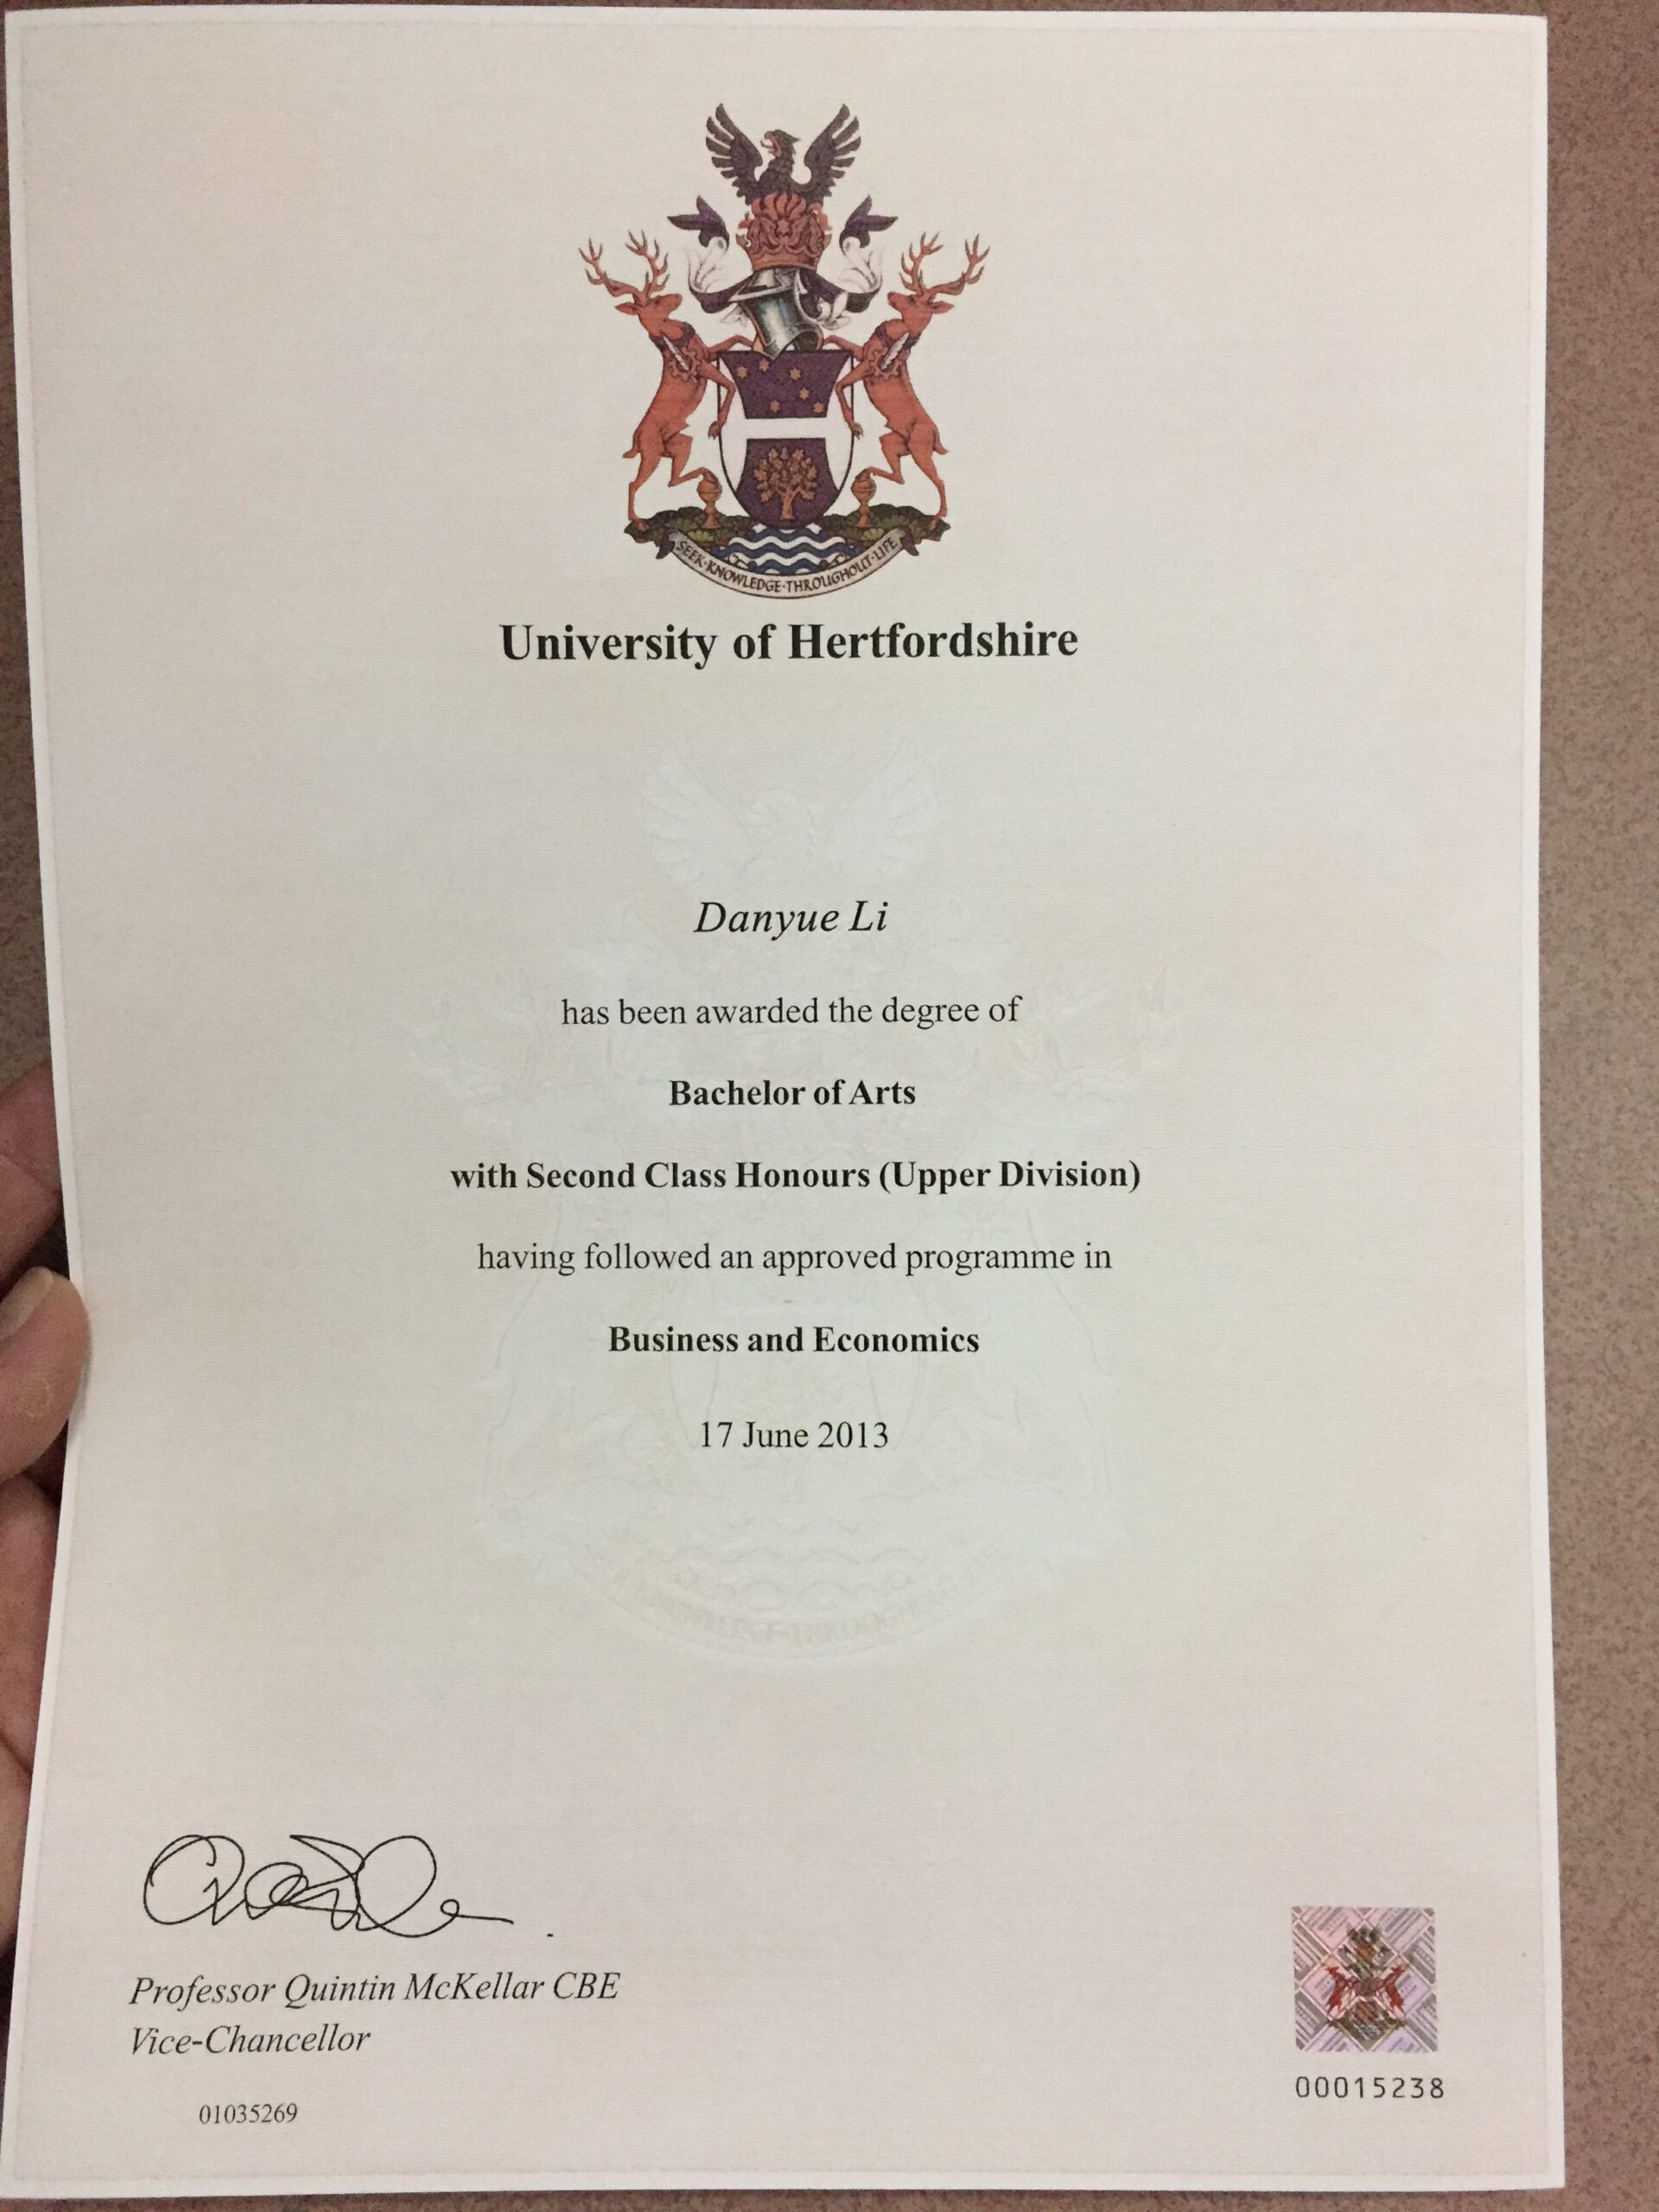 SEEK·KNOWLEDGE·THROUGHOUT·LIFE
University of Hertfordshire
Danyue Li
has been awarded the degree of
Bachelor of Arts
with Second Class Honours (Upper Division)
having followed an approved programme in
Business and Economics
17 June 2013
Professor Quintin McKellar CBE
Vice-Chancellor
01035269
00015238